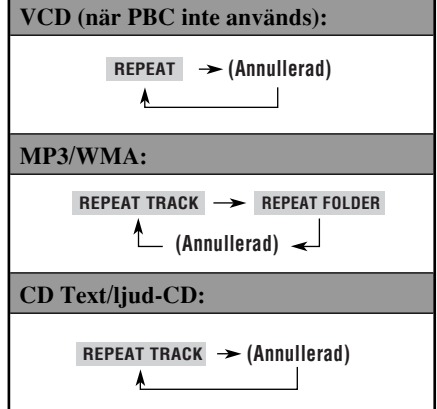 VCD (när PBC inte används):
REPEAT → (Annullerad)
MP3/WMA:
REPEAT TRACK → REPEAT FOLDER
(Annullerad)
CD Text/ljud-CD:
REPEAT TRACK → (Annullerad)